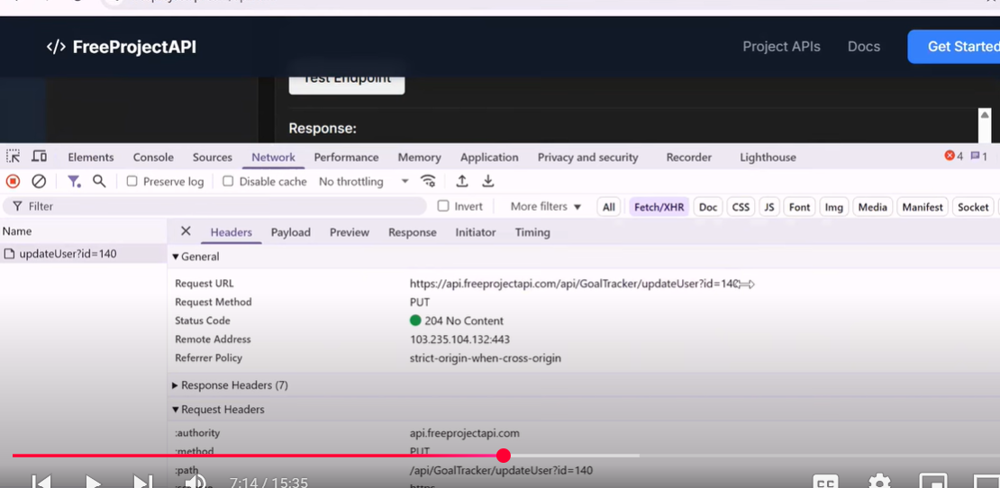 </> FreeProjectAPI Project APIs Docs Get Started
Test Endpoint
Response:
Elements Console Sources Network Performance Memory Application Privacy and security Recorder Lighthouse 4 1
Preserve log Disable cache No throttling
Filter Invert More filters All Fetch/XHR Doc CSS JS Font Img Media Manifest Socket
Name Headers Payload Preview Response Initiator Timing
updateUser?id=140
General
Request URL https://api.freeprojectapi.com/api/GoalTracker/updateUser?id=140
Request Method PUT
Status Code 204 No Content
Remote Address 103.235.104.132:443
Referrer Policy strict-origin-when-cross-origin
Response Headers (7)
Request Headers
:authority api.freeprojectapi.com
:method PUT
:path /api/GoalTracker/updateUser?id=140
7:14 / 15:35 CC